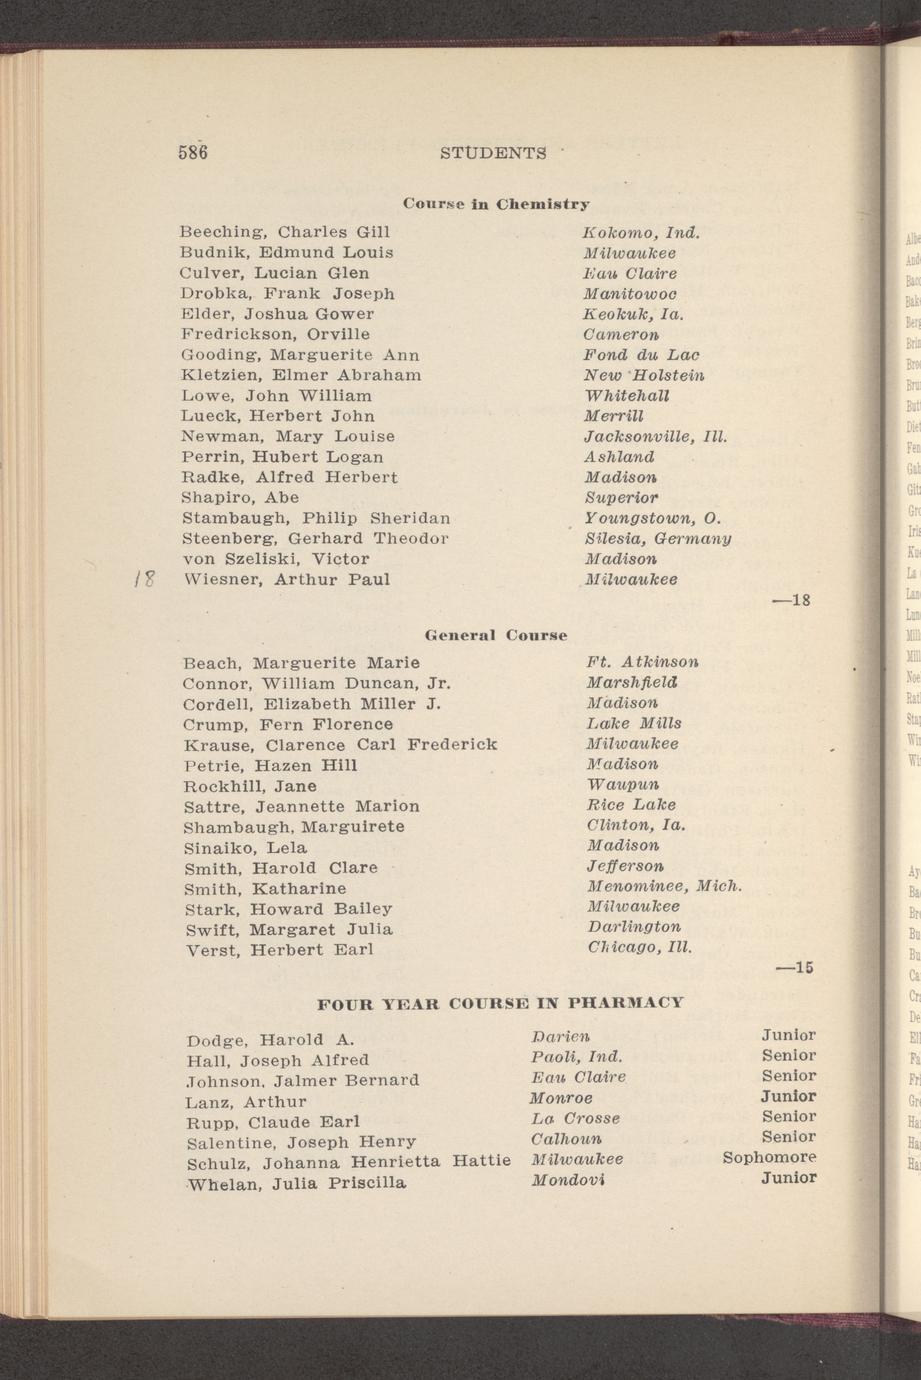 586 STUDENTS
Course in Chemistry
Beeching, Charles Gill Kokomo, Ind.
Budnik, Edmund Louis Milwaukee
Culver, Lucian Glen Eau Claire
Drobka, Frank Joseph Manitowoc
Elder, Joshua Gower Keokuk, Ia.
Fredrickson, Orville Cameron
Gooding, Marguerite Ann Fond du Lac
Kletzien, Elmer Abraham New Holstein
Lowe, John William Whitehall
Lueck, Herbert John Merrill
Newman, Mary Louise Jacksonville, Ill.
Perrin, Hubert Logan Ashland
Radke, Alfred Herbert Madison
Shapiro, Abe Superior
Stambaugh, Philip Sheridan Youngstown, O.
Steenberg, Gerhard Theodor Silesia, Germany
von Szeliski, Victor Madison
18 Wiesner, Arthur Paul Milwaukee
—18
General Course
Beach, Marguerite Marie Ft. Atkinson
Connor, William Duncan, Jr. Marshfield
Cordell, Elizabeth Miller J. Madison
Crump, Fern Florence Lake Mills
Krause, Clarence Carl Frederick Milwaukee
Petrie, Hazen Hill Madison
Rockhill, Jane Waupun
Sattre, Jeannette Marion Rice Lake
Shambaugh, Marguirete Clinton, Ia.
Sinaiko, Lela Madison
Smith, Harold Clare Jefferson
Smith, Katharine Menominee, Mich.
Stark, Howard Bailey Milwaukee
Swift, Margaret Julia Darlington
Verst, Herbert Earl Chicago, Ill.
—15
FOUR YEAR COURSE IN PHARMACY
Dodge, Harold A. Darien Junior
Hall, Joseph Alfred Paoli, Ind. Senior
Johnson, Jalmer Bernard Eau Claire Senior
Lanz, Arthur Monroe Junior
Rupp, Claude Earl La Crosse Senior
Salentine, Joseph Henry Calhoun Senior
Schulz, Johanna Henrietta Hattie Milwaukee Sophomore
Whelan, Julia Priscilla Mondovi Junior